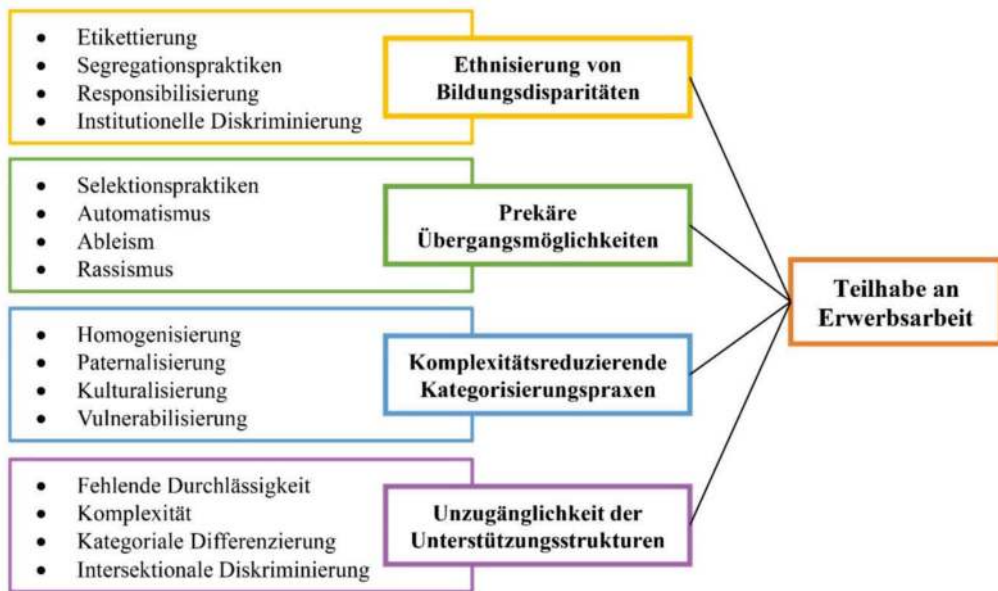 • Etikettierung
• Segregationspraktiken
• Responsibilisierung
• Institutionelle Diskriminierung
Ethnisierung von
Bildungsdisparitäten
• Selektionspraktiken
• Automatismus
• Ableism
• Rassismus
Prekäre
Übergangsmöglichkeiten
• Homogenisierung
• Paternalisierung
• Kulturalisierung
• Vulnerabilisierung
Komplexitätsreduzierende
Kategorisierungspraxen
• Fehlende Durchlässigkeit
• Komplexität
• Kategoriale Differenzierung
• Intersektionale Diskriminierung
Unzugänglichkeit der
Unterstützungsstrukturen
Teilhabe an
Erwerbsarbeit